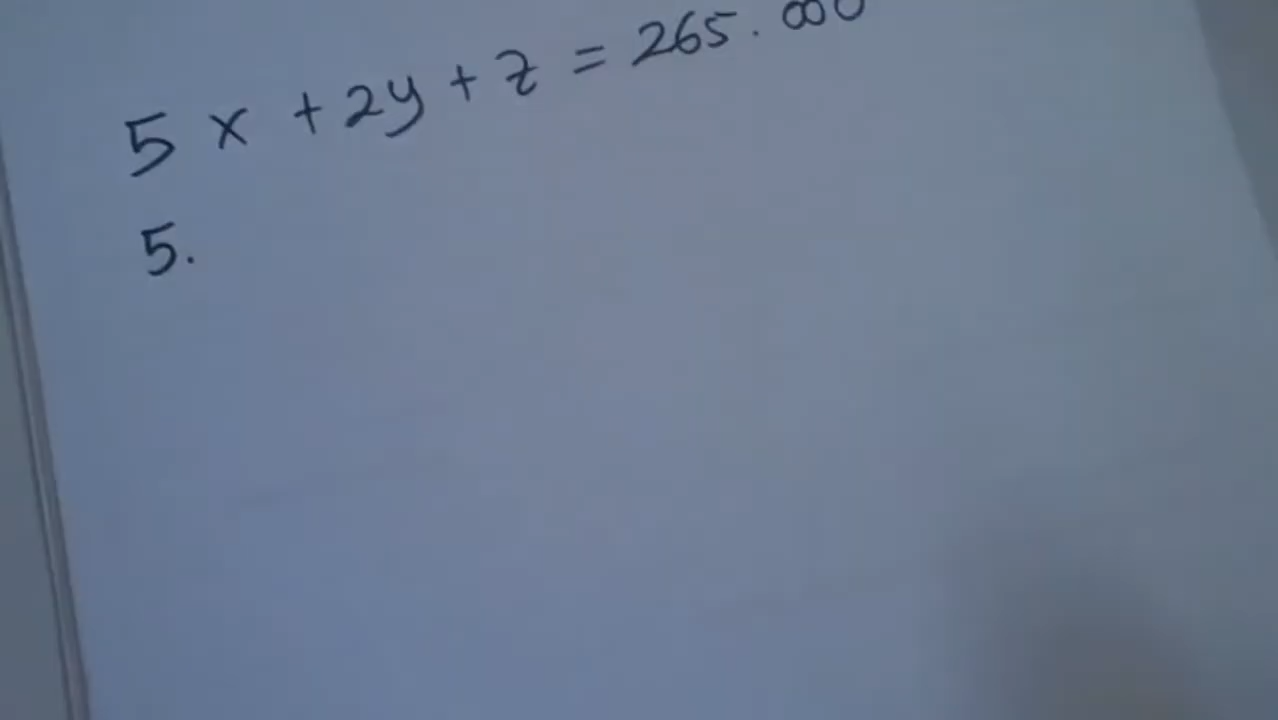 5x + 2y + z = 265.000
5.